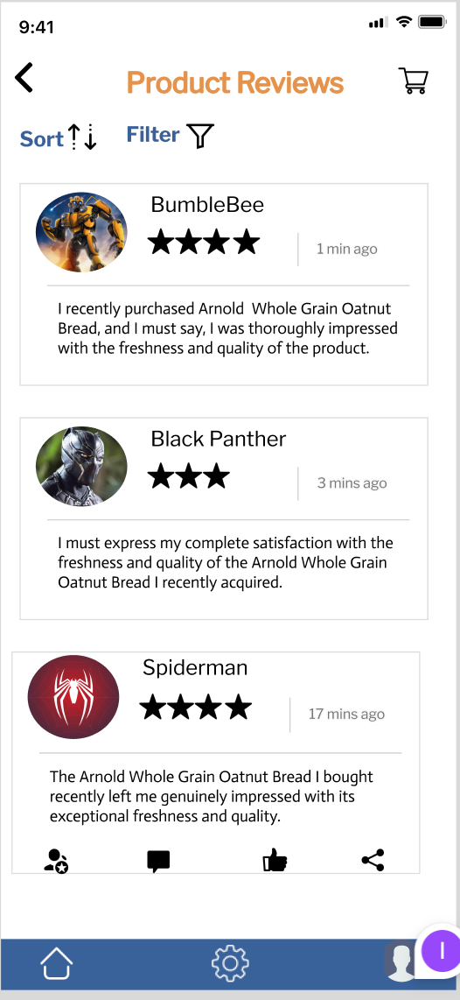 9:41
Product Reviews
Sort
Filter
BumbleBee
1 min ago
I recently purchased Arnold Whole Grain Oatnut
Bread, and I must say, I was thoroughly impressed
with the freshness and quality of the product.
Black Panther
3 mins ago
I must express my complete satisfaction with the
freshness and quality of the Arnold Whole Grain
Oatnut Bread I recently acquired.
Spiderman
17 mins ago
The Arnold Whole Grain Oatnut Bread I bought
recently left me genuinely impressed with its
exceptional freshness and quality.
I